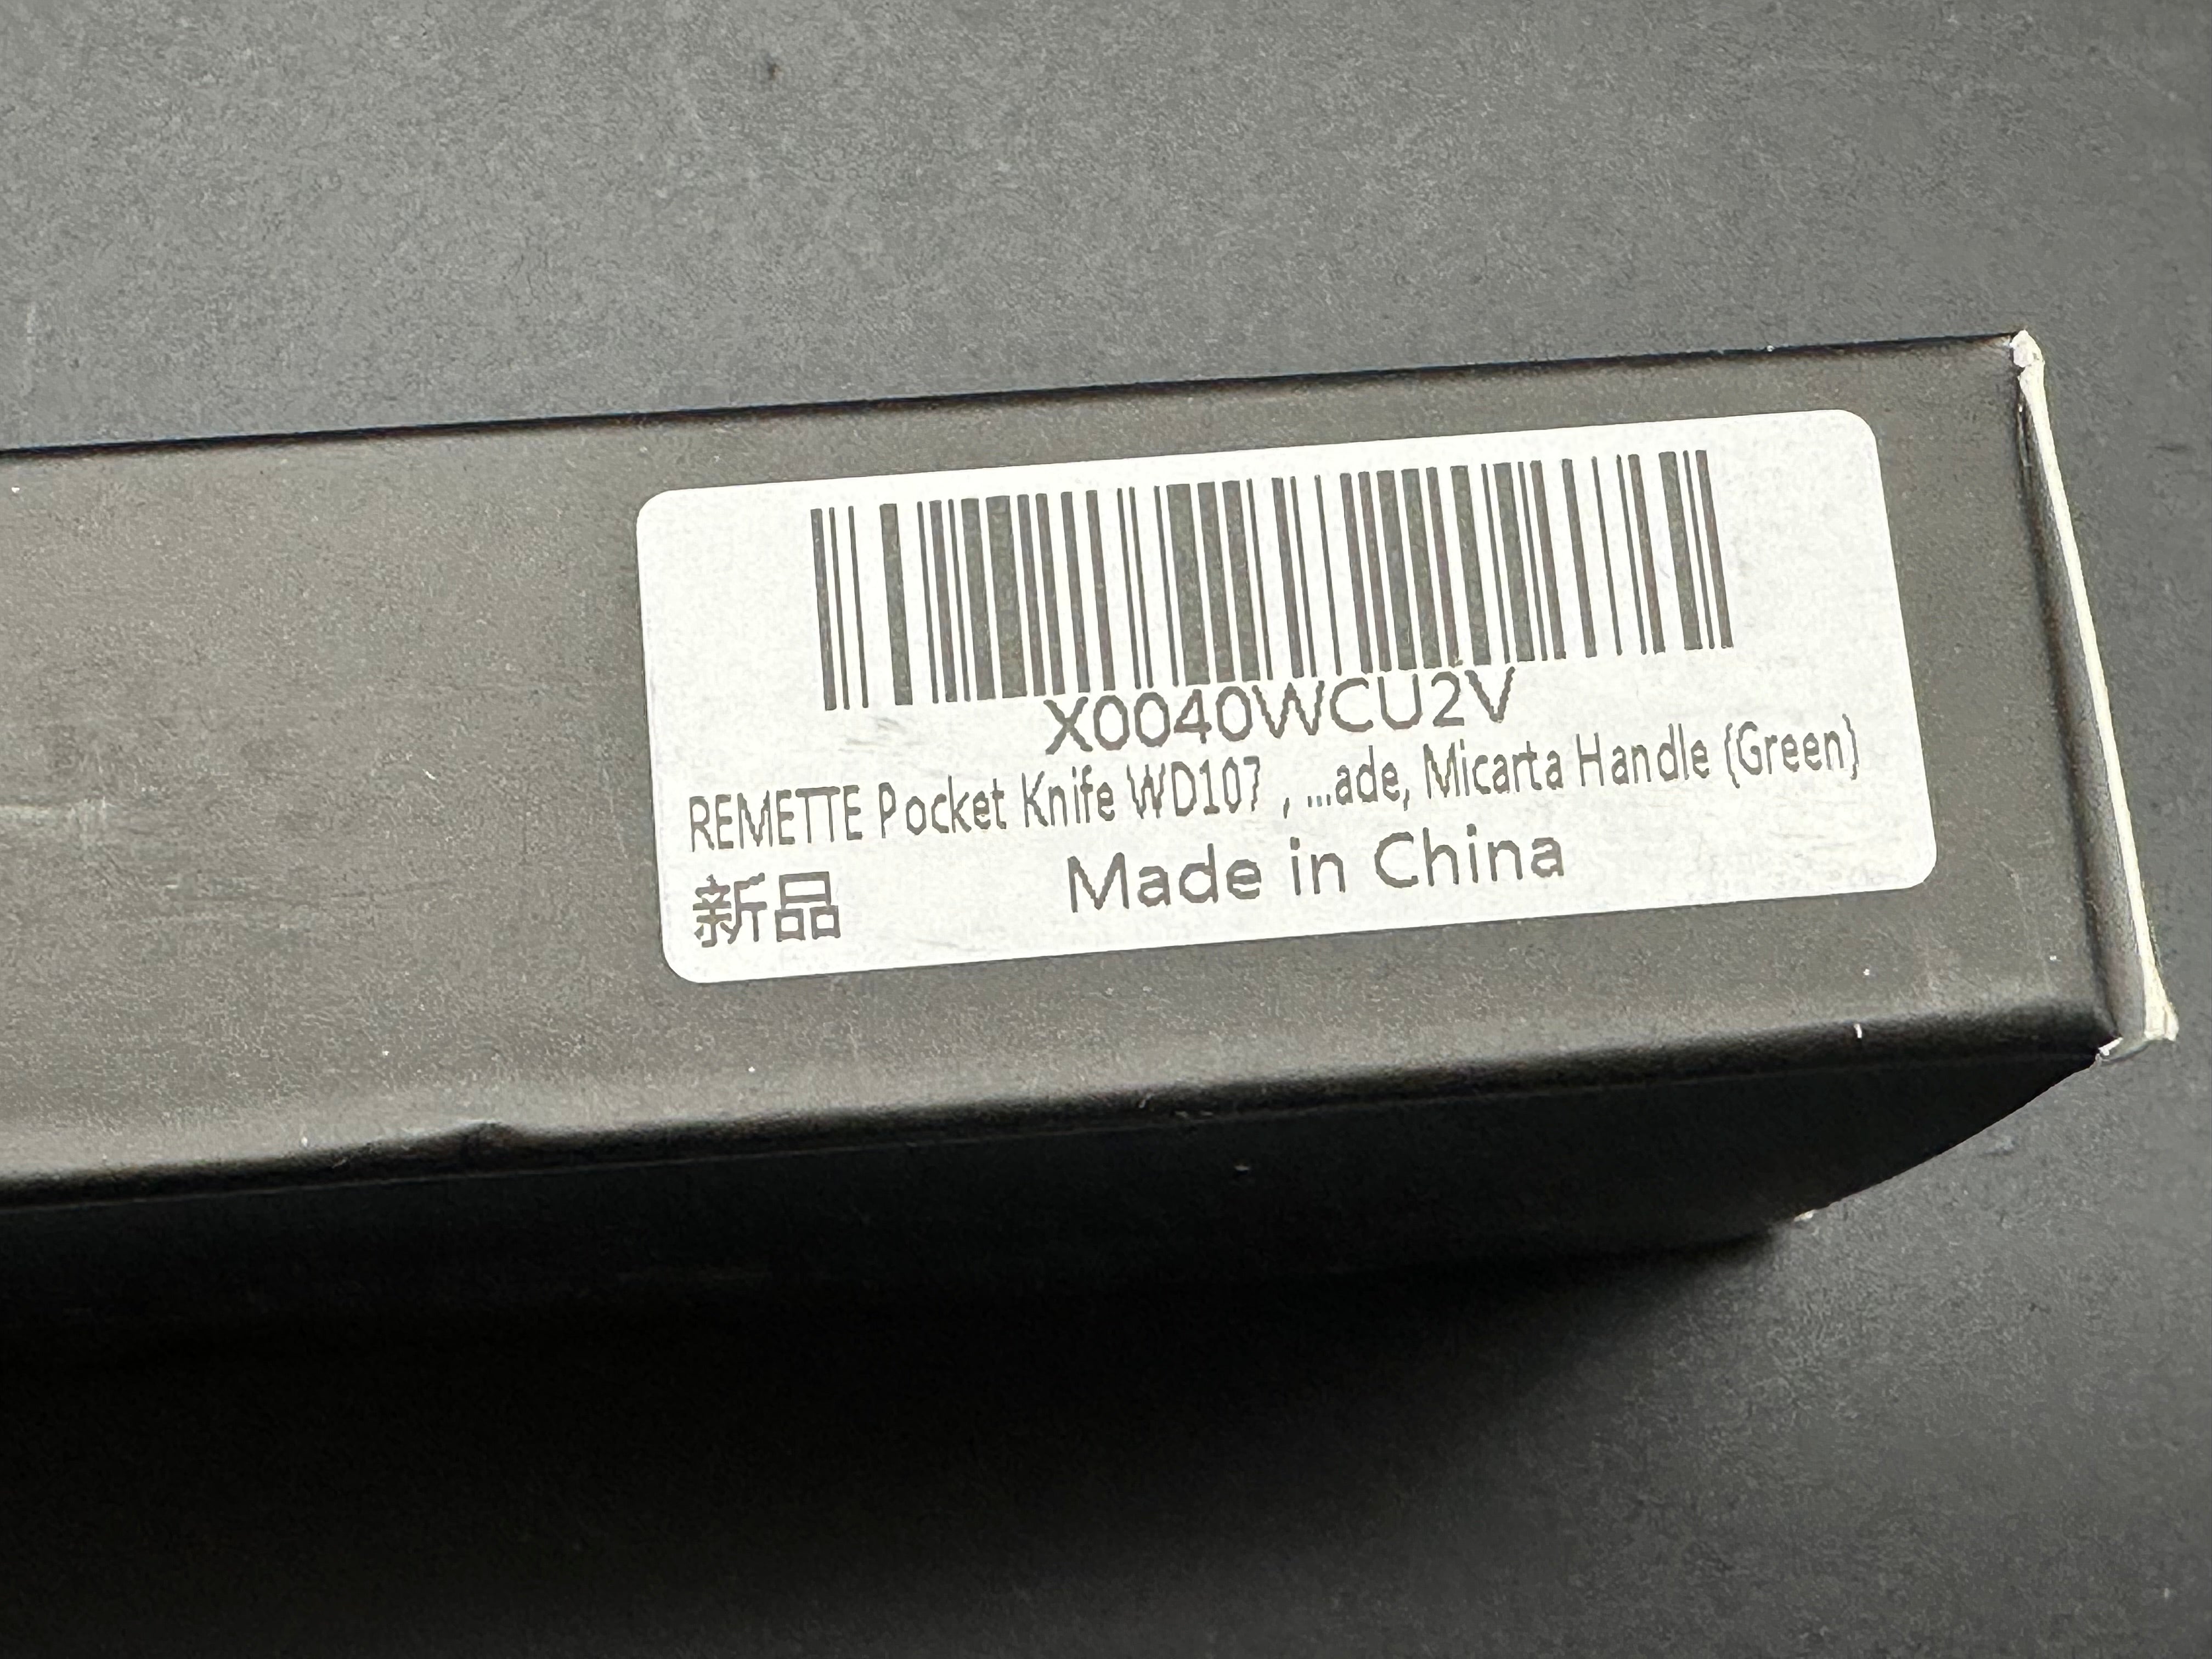 X0040WCU2V
REMETTE Pocket Knife WD107 , ...ade, Micarta Handle (Green)
新品 Made in China